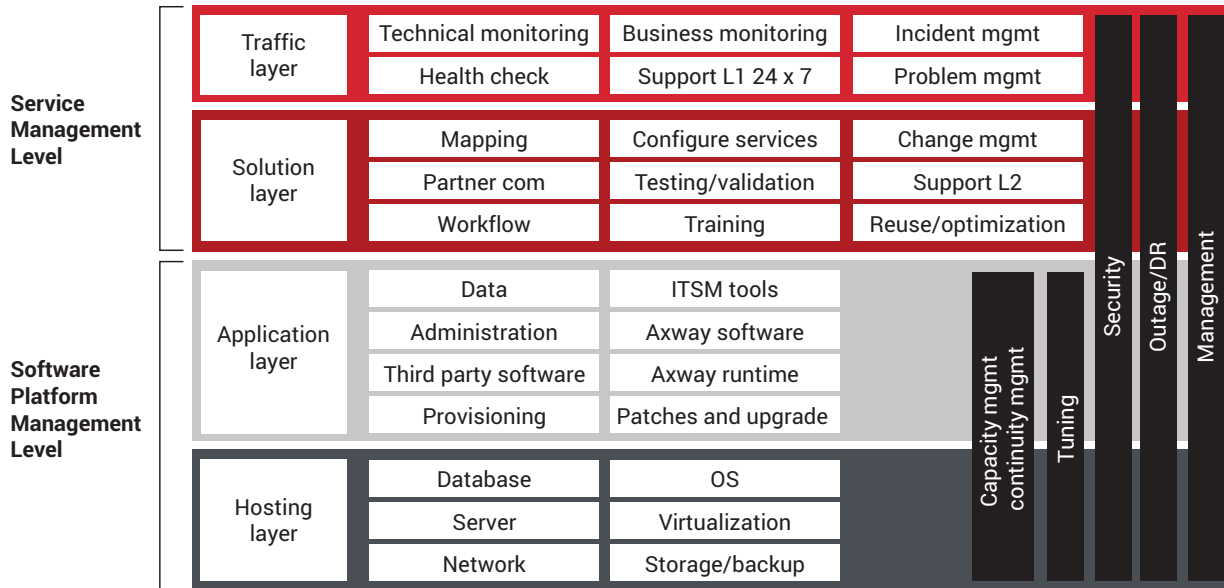 Service
Management
Level
Traffic
layer
Technical monitoring
Business monitoring
Incident mgmt
Health check
Support L1 24 x 7
Problem mgmt
Solution
layer
Mapping
Configure services
Change mgmt
Partner com
Testing/validation
Support L2
Workflow
Training
Reuse/optimization
Software
Platform
Management
Level
Application
layer
Data
ITSM tools
Administration
Axway software
Third party software
Axway runtime
Provisioning
Patches and upgrade
Hosting
layer
Database
OS
Server
Virtualization
Network
Storage/backup
Capacity mgmt
continuity mgmt
Tuning
Security
Outage/DR
Management